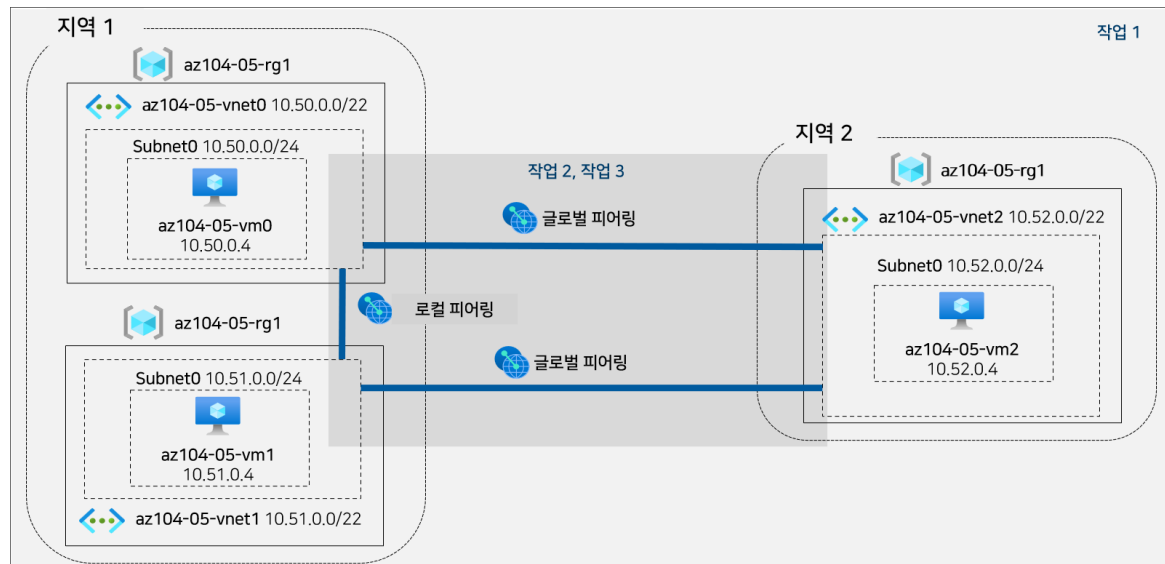 지역 1
작업 1
az104-05-rg1
az104-05-vnet0 10.50.0.0/22
Subnet0 10.50.0.0/24
az104-05-vm0
10.50.0.4
작업 2, 작업 3
글로벌 피어링
로컬 피어링
글로벌 피어링
az104-05-rg1
Subnet0 10.51.0.0/24
az104-05-vm1
10.51.0.4
az104-05-vnet1 10.51.0.0/22
지역 2
az104-05-rg1
az104-05-vnet2 10.52.0.0/22
Subnet0 10.52.0.0/24
az104-05-vm2
10.52.0.4